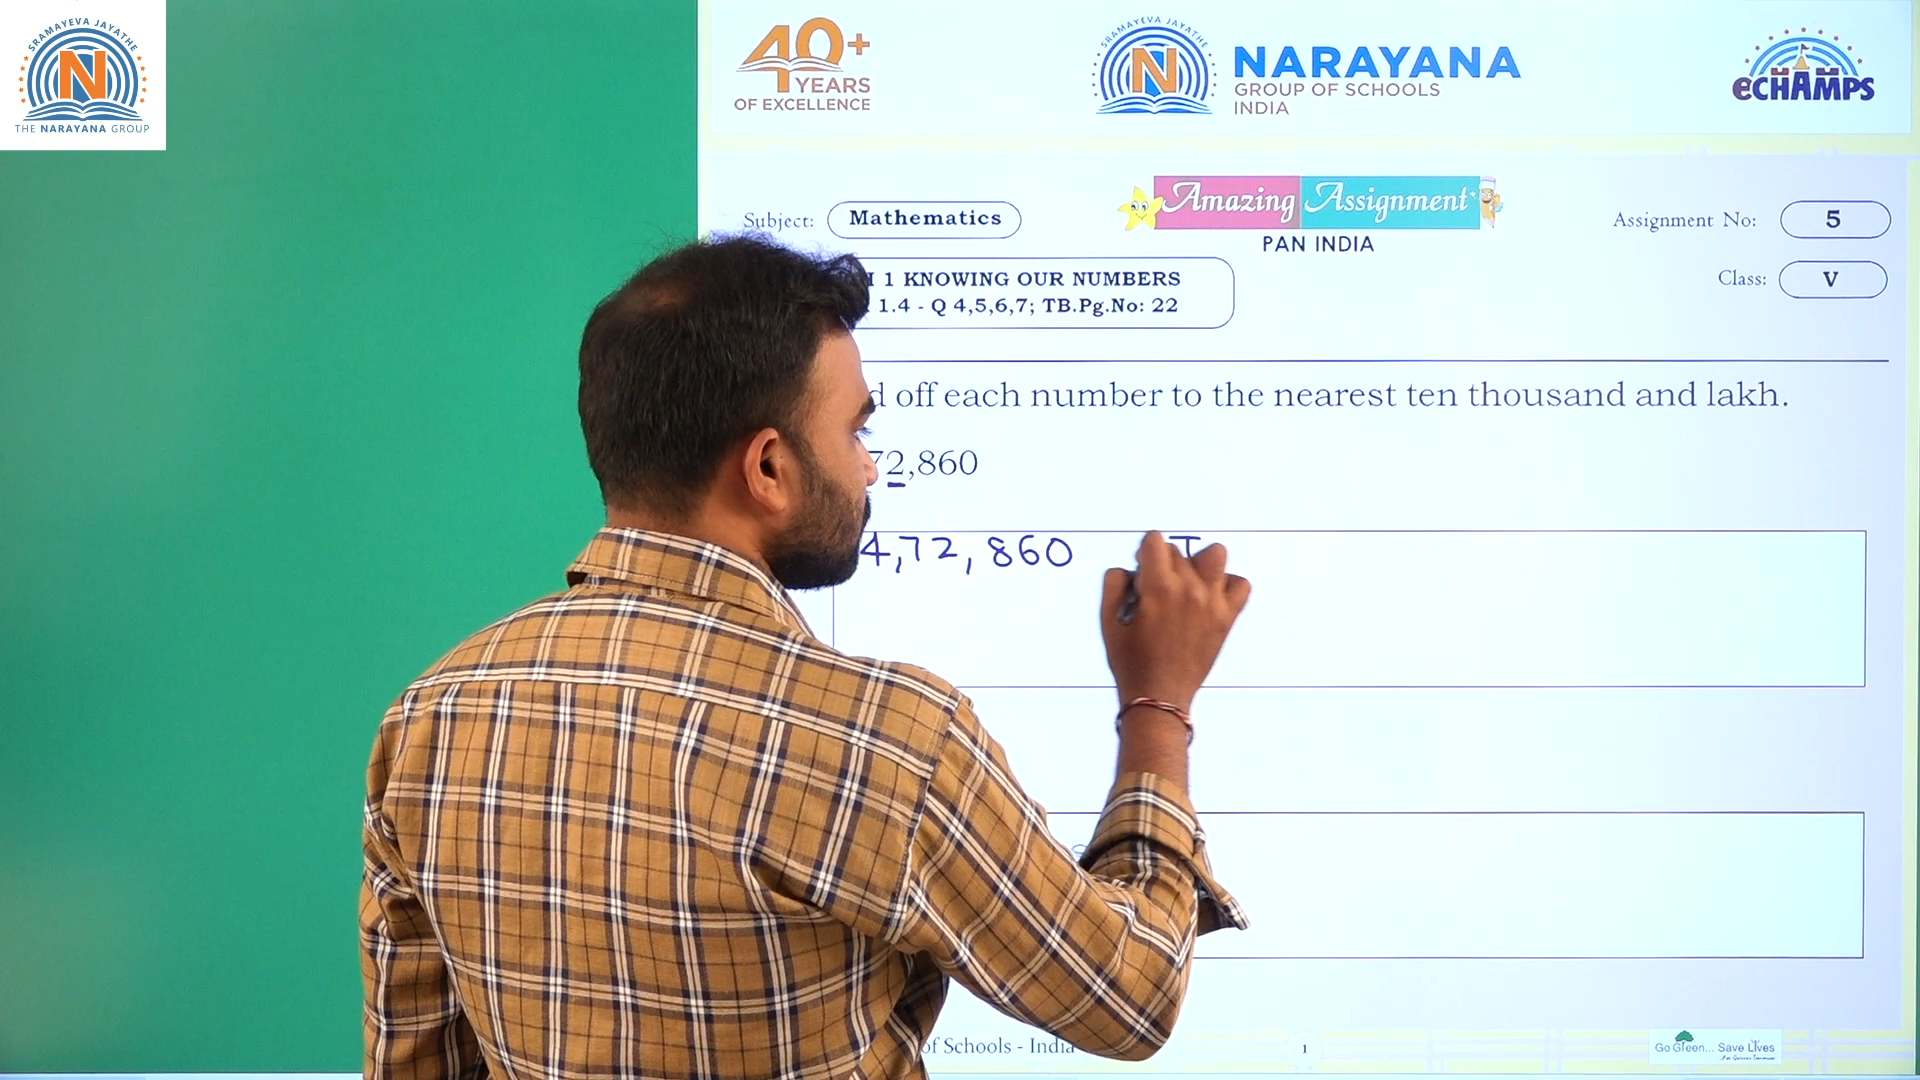 SRAMAYEVA JAYATHE
N
THE NARAYANA GROUP
40+
YEARS
OF EXCELLENCE
SRAMAYEVA JAYATHE
N
NARAYANA
GROUP OF SCHOOLS
INDIA
eCHAMPS
Subject: Mathematics
Amazing Assignment
PAN INDIA
Assignment No: 5
1 KNOWING OUR NUMBERS
1.4 - Q 4,5,6,7; TB.Pg.No: 22
Class: V
off each number to the nearest ten thousand and lakh.
72,860
4,72,860 T
of Schools - India
1
Go Green... Save Lives